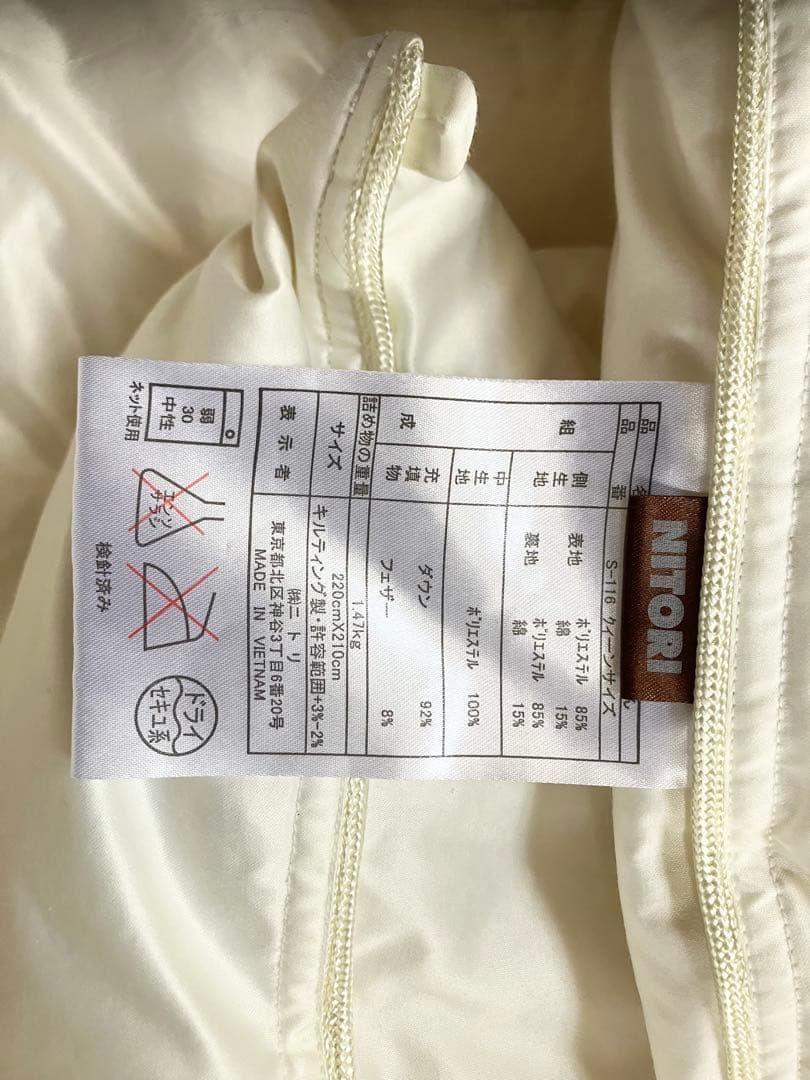 NITORI
品名
品番 S-116 クイーンサイズ
組成 側生地 表地 ポリエステル 85%
綿 15%
裏地 ポリエステル 85%
綿 15%
中生地 ポリエステル 100%
充填物 ダウン 92%
フェザー 8%
詰め物の重量 1.47kg
サイズ 220cmX210cm
キルティング製・許容範囲+3%-2%
表示者 ㈱ニトリ
東京都北区神谷3丁目6番20号
MADE IN VIETNAM
弱
30
中性
ネット使用
エンソ
サラシ
ドライ
セキユ系
検針済み